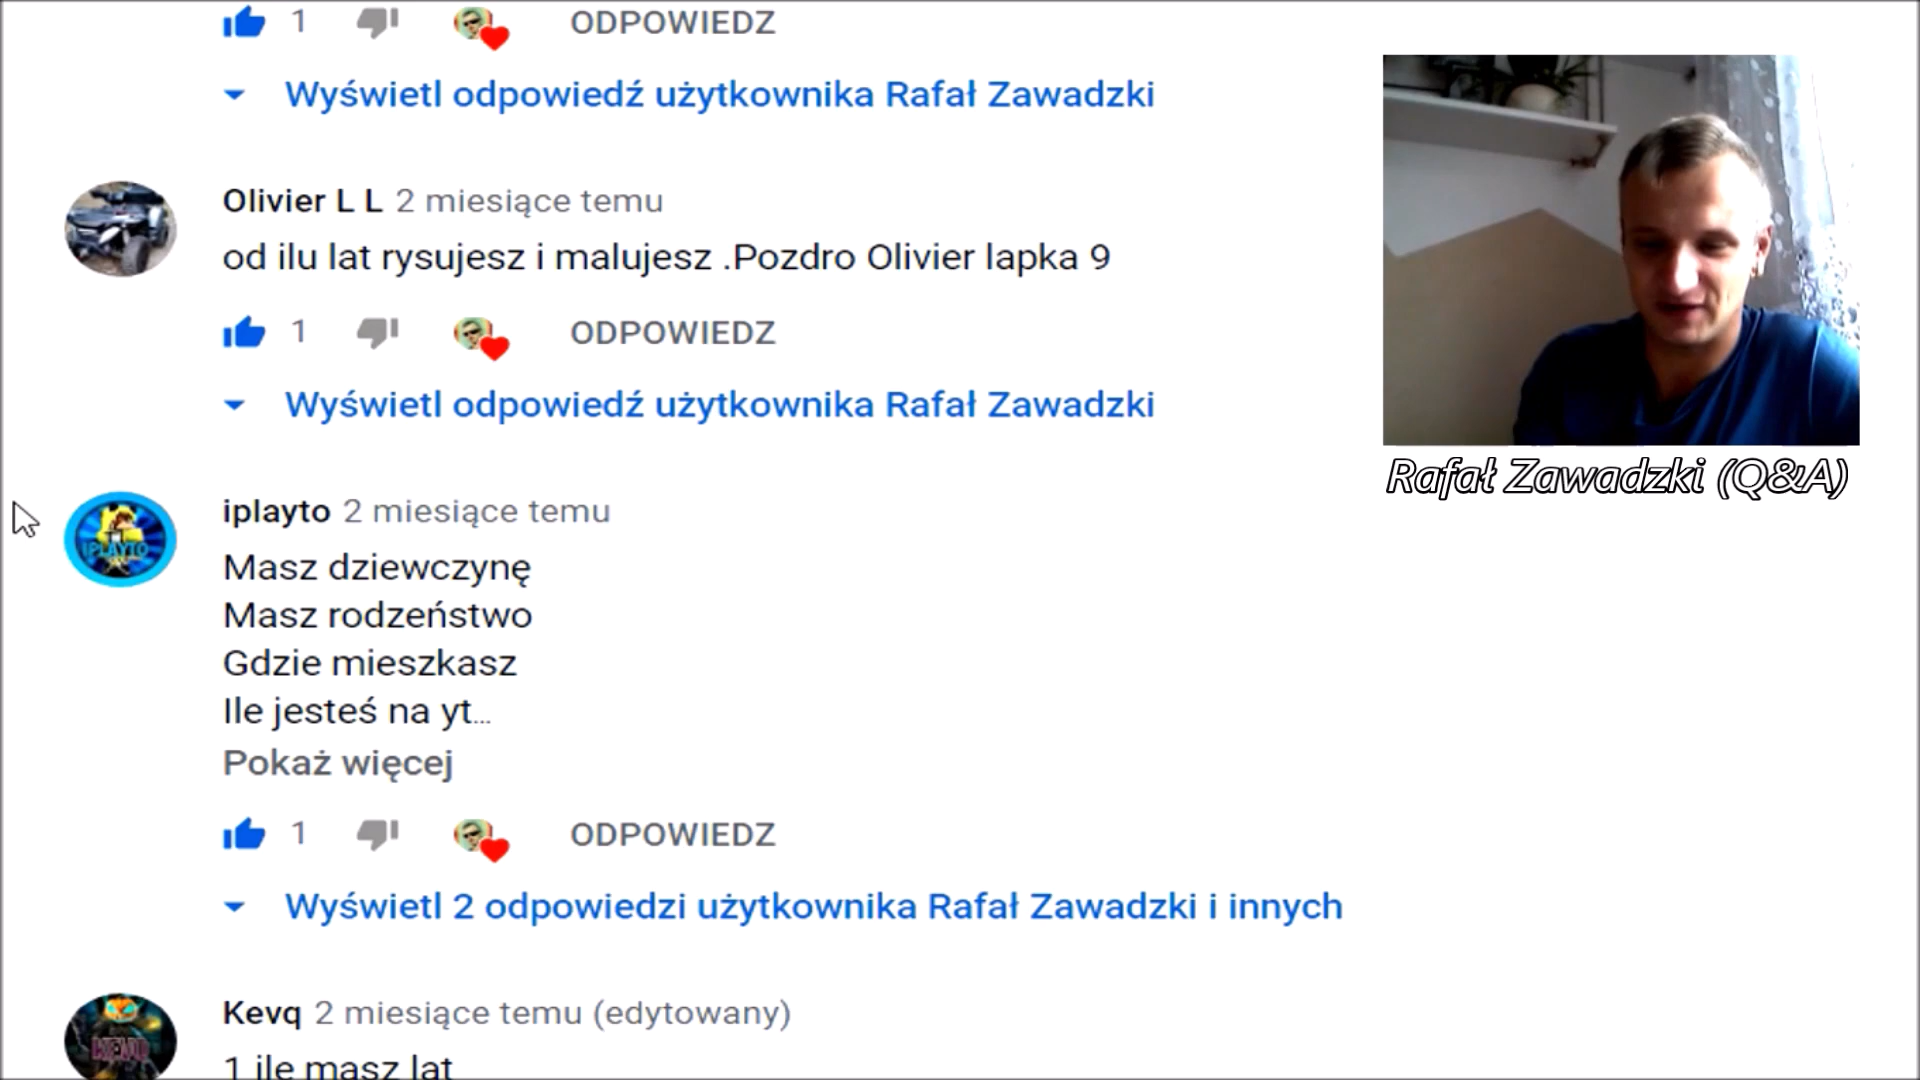 1 ODPOWIEDZ
Wyświetl odpowiedź użytkownika Rafał Zawadzki
Olivier L L 2 miesiące temu
od ilu lat rysujesz i malujesz .Pozdro Olivier lapka 9
1 ODPOWIEDZ
Wyświetl odpowiedź użytkownika Rafał Zawadzki
Rafał Zawadzki (Q&A)
iplayto 2 miesiące temu
IPLAYTO
Masz dziewczynę
Masz rodzeństwo
Gdzie mieszkasz
Ile jesteś na yt...
Pokaż więcej
1 ODPOWIEDZ
Wyświetl 2 odpowiedzi użytkownika Rafał Zawadzki i innych
Kevq 2 miesiące temu (edytowany)
1 ile masz lat